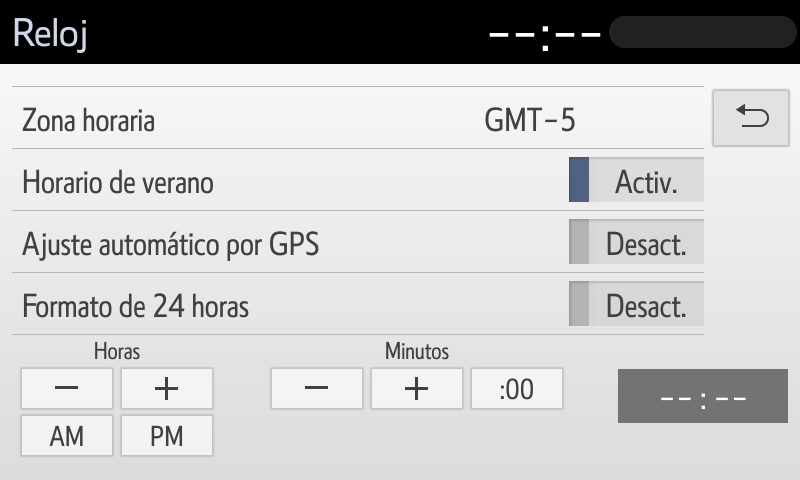 Reloj --:--
Zona horaria GMT-5
Horario de verano Activ.
Ajuste automático por GPS Desact.
Formato de 24 horas Desact.
Horas Minutos
− + − + :00 --:--
AM PM